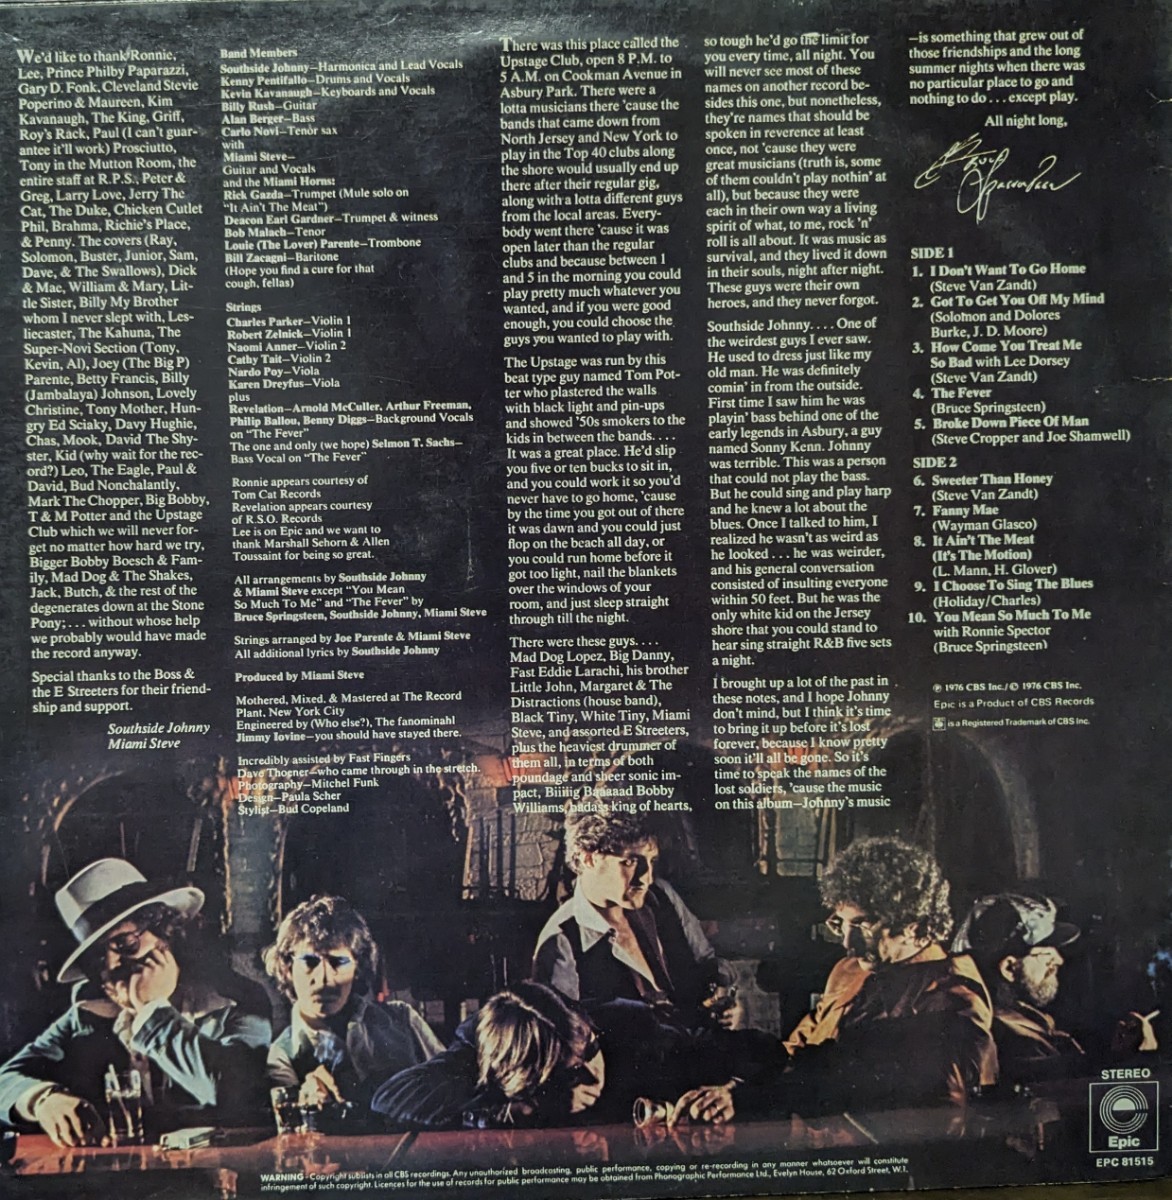 We'd like to thank Ronnie,
Lee, Prince Philby Paparazzi,
Gary D. Fonk, Cleveland Stevie
Poperino & Maureen, Kim
Kavanaugh, The King, Griff,
Roy's Rack, Paul (I can't guar-
antee it'll work) Prosciutto,
Tony in the Mutton Room, the
entire staff at R.P.S., Peter &
Greg, Larry Love, Jerry The
Cat, The Duke, Chicken Cutlet
Phil, Brahma, Richie's Place,
& Penny. The covers (Ray,
Solomon, Buster, Junior, Sam,
Dave, & The Swallows), Dick
& Mae, William & Mary, Lit-
tle Sister, Billy My Brother
whom I never slept with, Les-
liecaster, The Kahuna, The
Super-Novi Section (Tony,
Kevin, Al), Joey (The Big P)
Parente, Betty Francis, Billy
(Jambalaya) Johnson, Lovely
Christine, Tony Mother, Hun-
gry Ed Sciaky, Davy Hughie,
Chas, Mook, David The Shy-
ster, Kid (why wait for the rec-
ord?) Leo, The Eagle, Paul &
David, Bud Nonchalantly,
Mark The Chopper, Big Bobby,
T & M Potter and the Upstage
Club which we will never for-
get no matter how hard we try,
Bigger Bobby Boesch & Fam-
ily, Mad Dog & The Shakes,
Jack, Butch, & the rest of the
degenerates down at the Stone
Pony;... without whose help
we probably would have made
the record anyway.
Special thanks to the Boss &
the E Streeters for their friend-
ship and support.
Southside Johnny
Miami Steve
Band Members
Southside Johnny—Harmonica and Lead Vocals
Kenny Pentifallo—Drums and Vocals
Kevin Kavanaugh—Keyboards and Vocals
Billy Rush—Guitar
Alan Berger—Bass
Carlo Novi—Tenor sax
with
Miami Steve—
Guitar and Vocals
and the Miami Horns:
Rick Gazda—Trumpet (Mule solo on
"It Ain't The Meat")
Deacon Earl Gardner—Trumpet & witness
Bob Malach—Tenor
Louie (The Lover) Parente—Trombone
Bill Zacagni—Baritone
(Hope you find a cure for that
cough, fellas)
Strings
Charles Parker—Violin 1
Robert Zelnick—Violin 1
Naomi Anner—Violin 2
Cathy Tait—Violin 2
Nardo Poy—Viola
Karen Dreyfus—Viola
plus
Revelation—Arnold McCuller, Arthur Freeman,
Philip Ballou, Benny Diggs—Background Vocals
on "The Fever"
The one and only (we hope) Selmon T. Sachs—
Bass Vocal on "The Fever"
Ronnie appears courtesy of
Tom Cat Records
Revelation appears courtesy
of R.S.O. Records
Lee is on Epic and we want to
thank Marshall Sehorn & Allen
Toussaint for being so great.
All arrangements by Southside Johnny
& Miami Steve except "You Mean
So Much To Me" and "The Fever" by
Bruce Springsteen, Southside Johnny, Miami Steve
Strings arranged by Joe Parente & Miami Steve
All additional lyrics by Southside Johnny
Produced by Miami Steve
Mothered, Mixed, & Mastered at The Record
Plant, New York City
Engineered by (Who else?), The fanominahl
Jimmy Iovine—you should have stayed there.
Incredibly assisted by Fast Fingers
Dave Thoener—who came through in the stretch.
Photography—Mitchel Funk
Design—Paula Scher
Stylist—Bud Copeland
There was this place called the
Upstage Club, open 8 P.M. to
5 A.M. on Cookman Avenue in
Asbury Park. There were a
lotta musicians there 'cause the
bands that came down from
North Jersey and New York to
play in the Top 40 clubs along
the shore would usually end up
there after their regular gig,
along with a lotta different guys
from the local areas. Every-
body went there 'cause it was
open later than the regular
clubs and because between 1
and 5 in the morning you could
play pretty much whatever you
wanted, and if you were good
enough, you could choose the
guys you wanted to play with.
The Upstage was run by this
beat type guy named Tom Pot-
ter who plastered the walls
with black light and pin-ups
and showed '50s smokers to the
kids in between the bands....
It was a great place. He'd slip
you five or ten bucks to sit in,
and you could work it so you'd
never have to go home, 'cause
by the time you got out of there
it was dawn and you could just
flop on the beach all day, or
you could run home before it
got too light, nail the blankets
over the windows of your
room, and just sleep straight
through till the night.
There were these guys....
Mad Dog Lopez, Big Danny,
Fast Eddie Larachi, his brother
Little John, Margaret & The
Distractions (house band),
Black Tiny, White Tiny, Miami
Steve, and assorted E Streeters,
plus the heaviest drummer of
them all, in terms of both
poundage and sheer sonic im-
pact, Biiiiig Baaaaad Bobby
Williams, badass king of hearts,
so tough he'd go the limit for
you every time, all night. You
will never see most of these
names on another record be-
sides this one, but nonetheless,
they're names that should be
spoken in reverence at least
once, not 'cause they were
great musicians (truth is, some
of them couldn't play nothin' at
all), but because they were
each in their own way a living
spirit of what, to me, rock 'n'
roll is all about. It was music as
survival, and they lived it down
in their souls, night after night.
These guys were their own
heroes, and they never forgot.
Southside Johnny.... One of
the weirdest guys I ever saw.
He used to dress just like my
old man. He was definitely
comin' in from the outside.
First time I saw him he was
playin' bass behind one of the
early legends in Asbury, a guy
named Sonny Kenn. Johnny
was terrible. This was a person
that could not play the bass.
But he could sing and play harp
and he knew a lot about the
blues. Once I talked to him, I
realized he wasn't as weird as
he looked... he was weirder,
and his general conversation
consisted of insulting everyone
within 50 feet. But he was the
only white kid on the Jersey
shore that you could stand to
hear sing straight R&B five sets
a night.
I brought up a lot of the past in
these notes, and I hope Johnny
don't mind, but I think it's time
to bring it up before it's lost
forever, because I know pretty
soon it'll all be gone. So it's
time to speak the names of the
lost soldiers, 'cause the music
on this album—Johnny's music
—is something that grew out of
those friendships and the long
summer nights when there was
no particular place to go and
nothing to do... except play.
All night long,
Bruce Springsteen
SIDE 1
1. I Don't Want To Go Home
(Steve Van Zandt)
2. Got To Get You Off My Mind
(Solomon and Dolores
Burke, J. D. Moore)
3. How Come You Treat Me
So Bad with Lee Dorsey
(Steve Van Zandt)
4. The Fever
(Bruce Springsteen)
5. Broke Down Piece Of Man
(Steve Cropper and Joe Shamwell)
SIDE 2
6. Sweeter Than Honey
(Steve Van Zandt)
7. Fanny Mae
(Wayman Glasco)
8. It Ain't The Meat
(It's The Motion)
(L. Mann, H. Glover)
9. I Choose To Sing The Blues
(Holiday/Charles)
10. You Mean So Much To Me
with Ronnie Spector
(Bruce Springsteen)
℗ 1976 CBS Inc./© 1976 CBS Inc.
Epic is a Product of CBS Records
is a Registered Trademark of CBS Inc.
STEREO
Epic
EPC 81515
WARNING—Copyright subsists in all CBS recordings. Any unauthorized broadcasting, public performance, copying or re-recording in any manner whatsoever will constitute
infringement of such copyright. Licences for the use of records for public performance may be obtained from Phonographic Performance Ltd., Evelyn House, 62 Oxford Street, W.1.